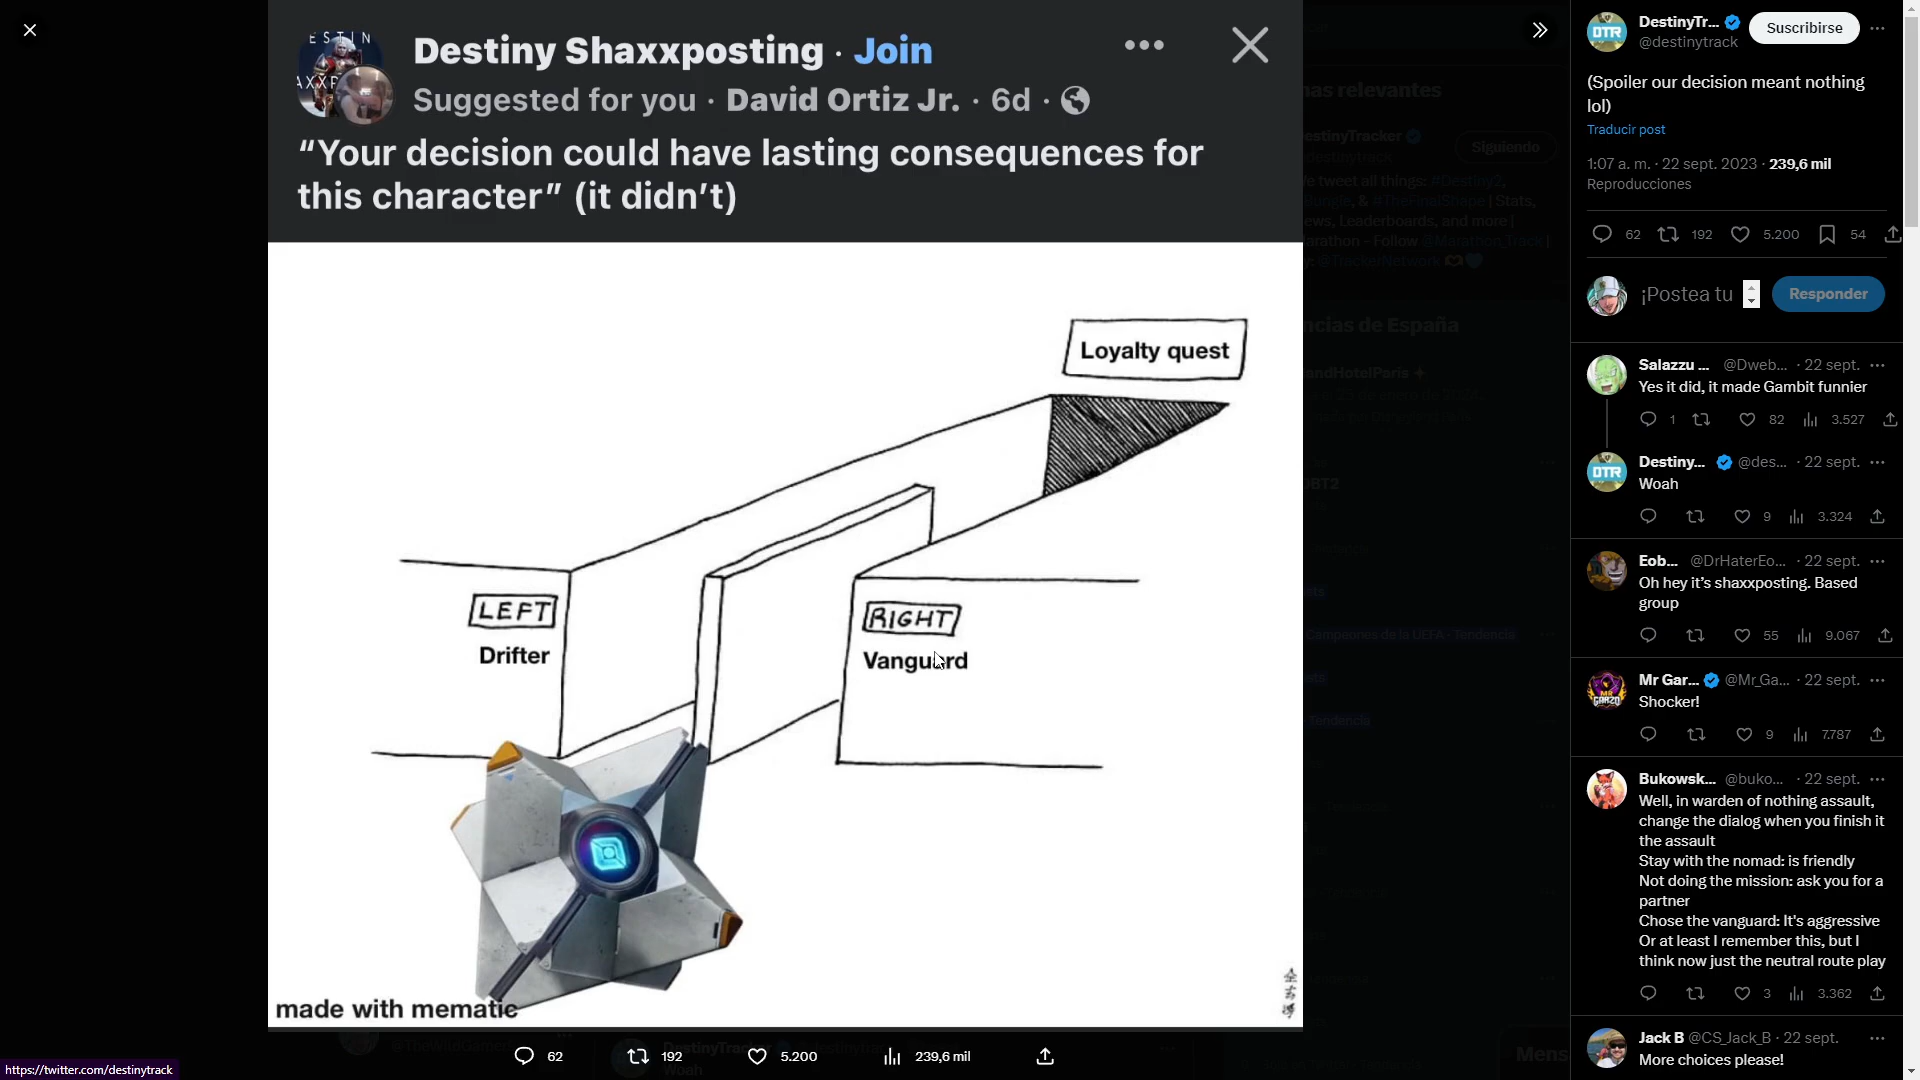 Destiny Shaxxposting · Join
Suggested for you · David Ortiz Jr. · 6d ·
“Your decision could have lasting consequences for
this character” (it didn’t)
Loyalty quest
LEFT
Drifter
RIGHT
Vanguard
made with mematic
62
192
5.200
239,6 mil
https://twitter.com/destinytrack
Siguiendo
DestinyTr...
@destinytrack
Suscribirse
(Spoiler our decision meant nothing
lol)
Traducir post
1:07 a. m. · 22 sept. 2023 · 239,6 mil
Reproducciones
62
192
5.200
54
¡Postea tu
Responder
Salazzu ... @Dweb... · 22 sept.
Yes it did, it made Gambit funnier
1
82
3.527
Destiny... @des... · 22 sept.
Woah
9
3.324
Eob... @DrHaterEo... · 22 sept.
Oh hey it’s shaxxposting. Based
group
55
9.067
Mr Gar... @Mr_Ga... · 22 sept.
Shocker!
9
7.787
Bukowsk... @buko... · 22 sept.
Well, in warden of nothing assault,
change the dialog when you finish it
the assault
Stay with the nomad: is friendly
Not doing the mission: ask you for a
partner
Chose the vanguard: It's aggressive
Or at least I remember this, but I
think now just the neutral route play
3
3.362
Jack B @CS_Jack_B · 22 sept.
More choices please!